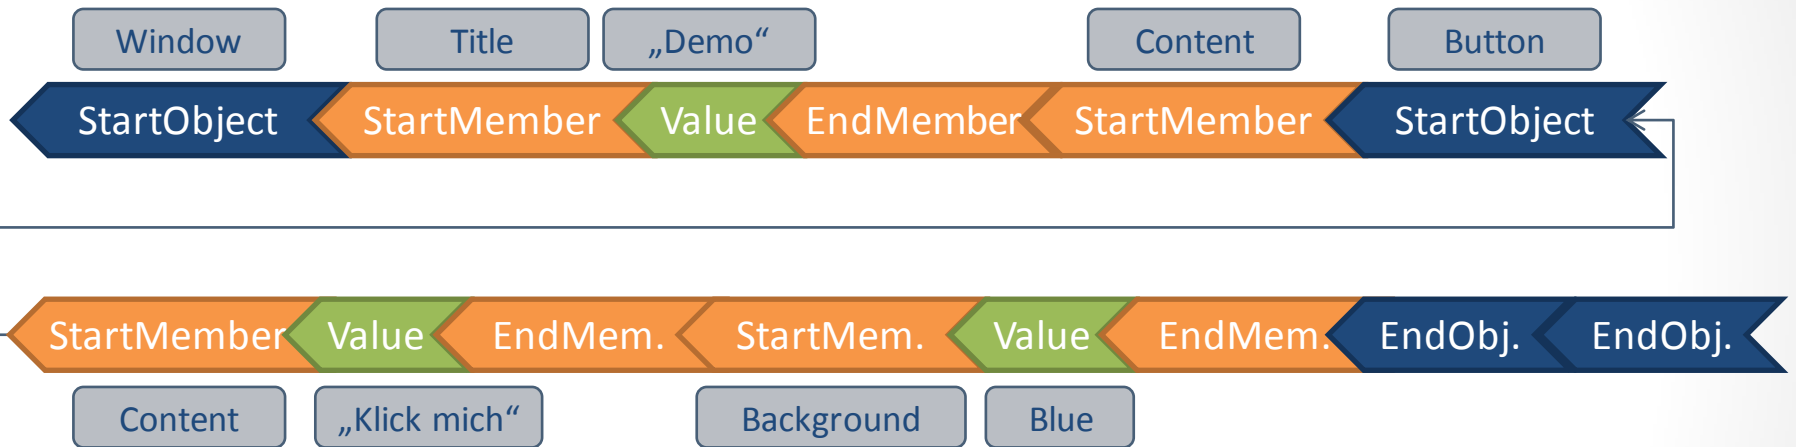 Window Title „Demo“ Content Button
StartObject StartMember Value EndMember StartMember StartObject
StartMember Value EndMem. StartMem. Value EndMem. EndObj. EndObj.
Content „Klick mich“ Background Blue